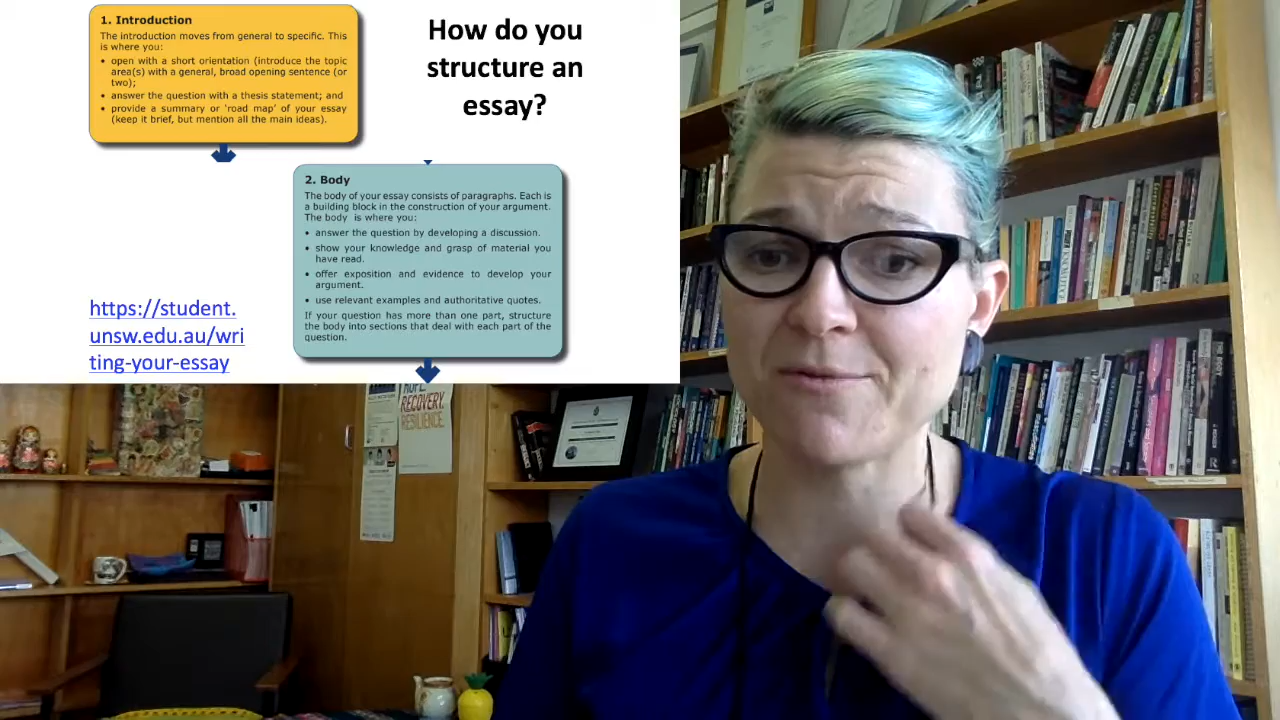 1. Introduction
The introduction moves from general to specific. This
is where you:
• open with a short orientation (introduce the topic
area(s) with a general, broad opening sentence (or
two);
• answer the question with a thesis statement; and
• provide a summary or 'road map' of your essay
(keep it brief, but mention all the main ideas).
How do you
structure an
essay?
2. Body
The body of your essay consists of paragraphs. Each is
a building block in the construction of your argument.
The body is where you:
• answer the question by developing a discussion.
• show your knowledge and grasp of material you
have read.
• offer exposition and evidence to develop your
argument.
• use relevant examples and authoritative quotes.
If your question has more than one part, structure
the body into sections that deal with each part of the
question.
https://student.
unsw.edu.au/wri
ting-your-essay
HOPE.
RECOVERY.
RESILIENCE.